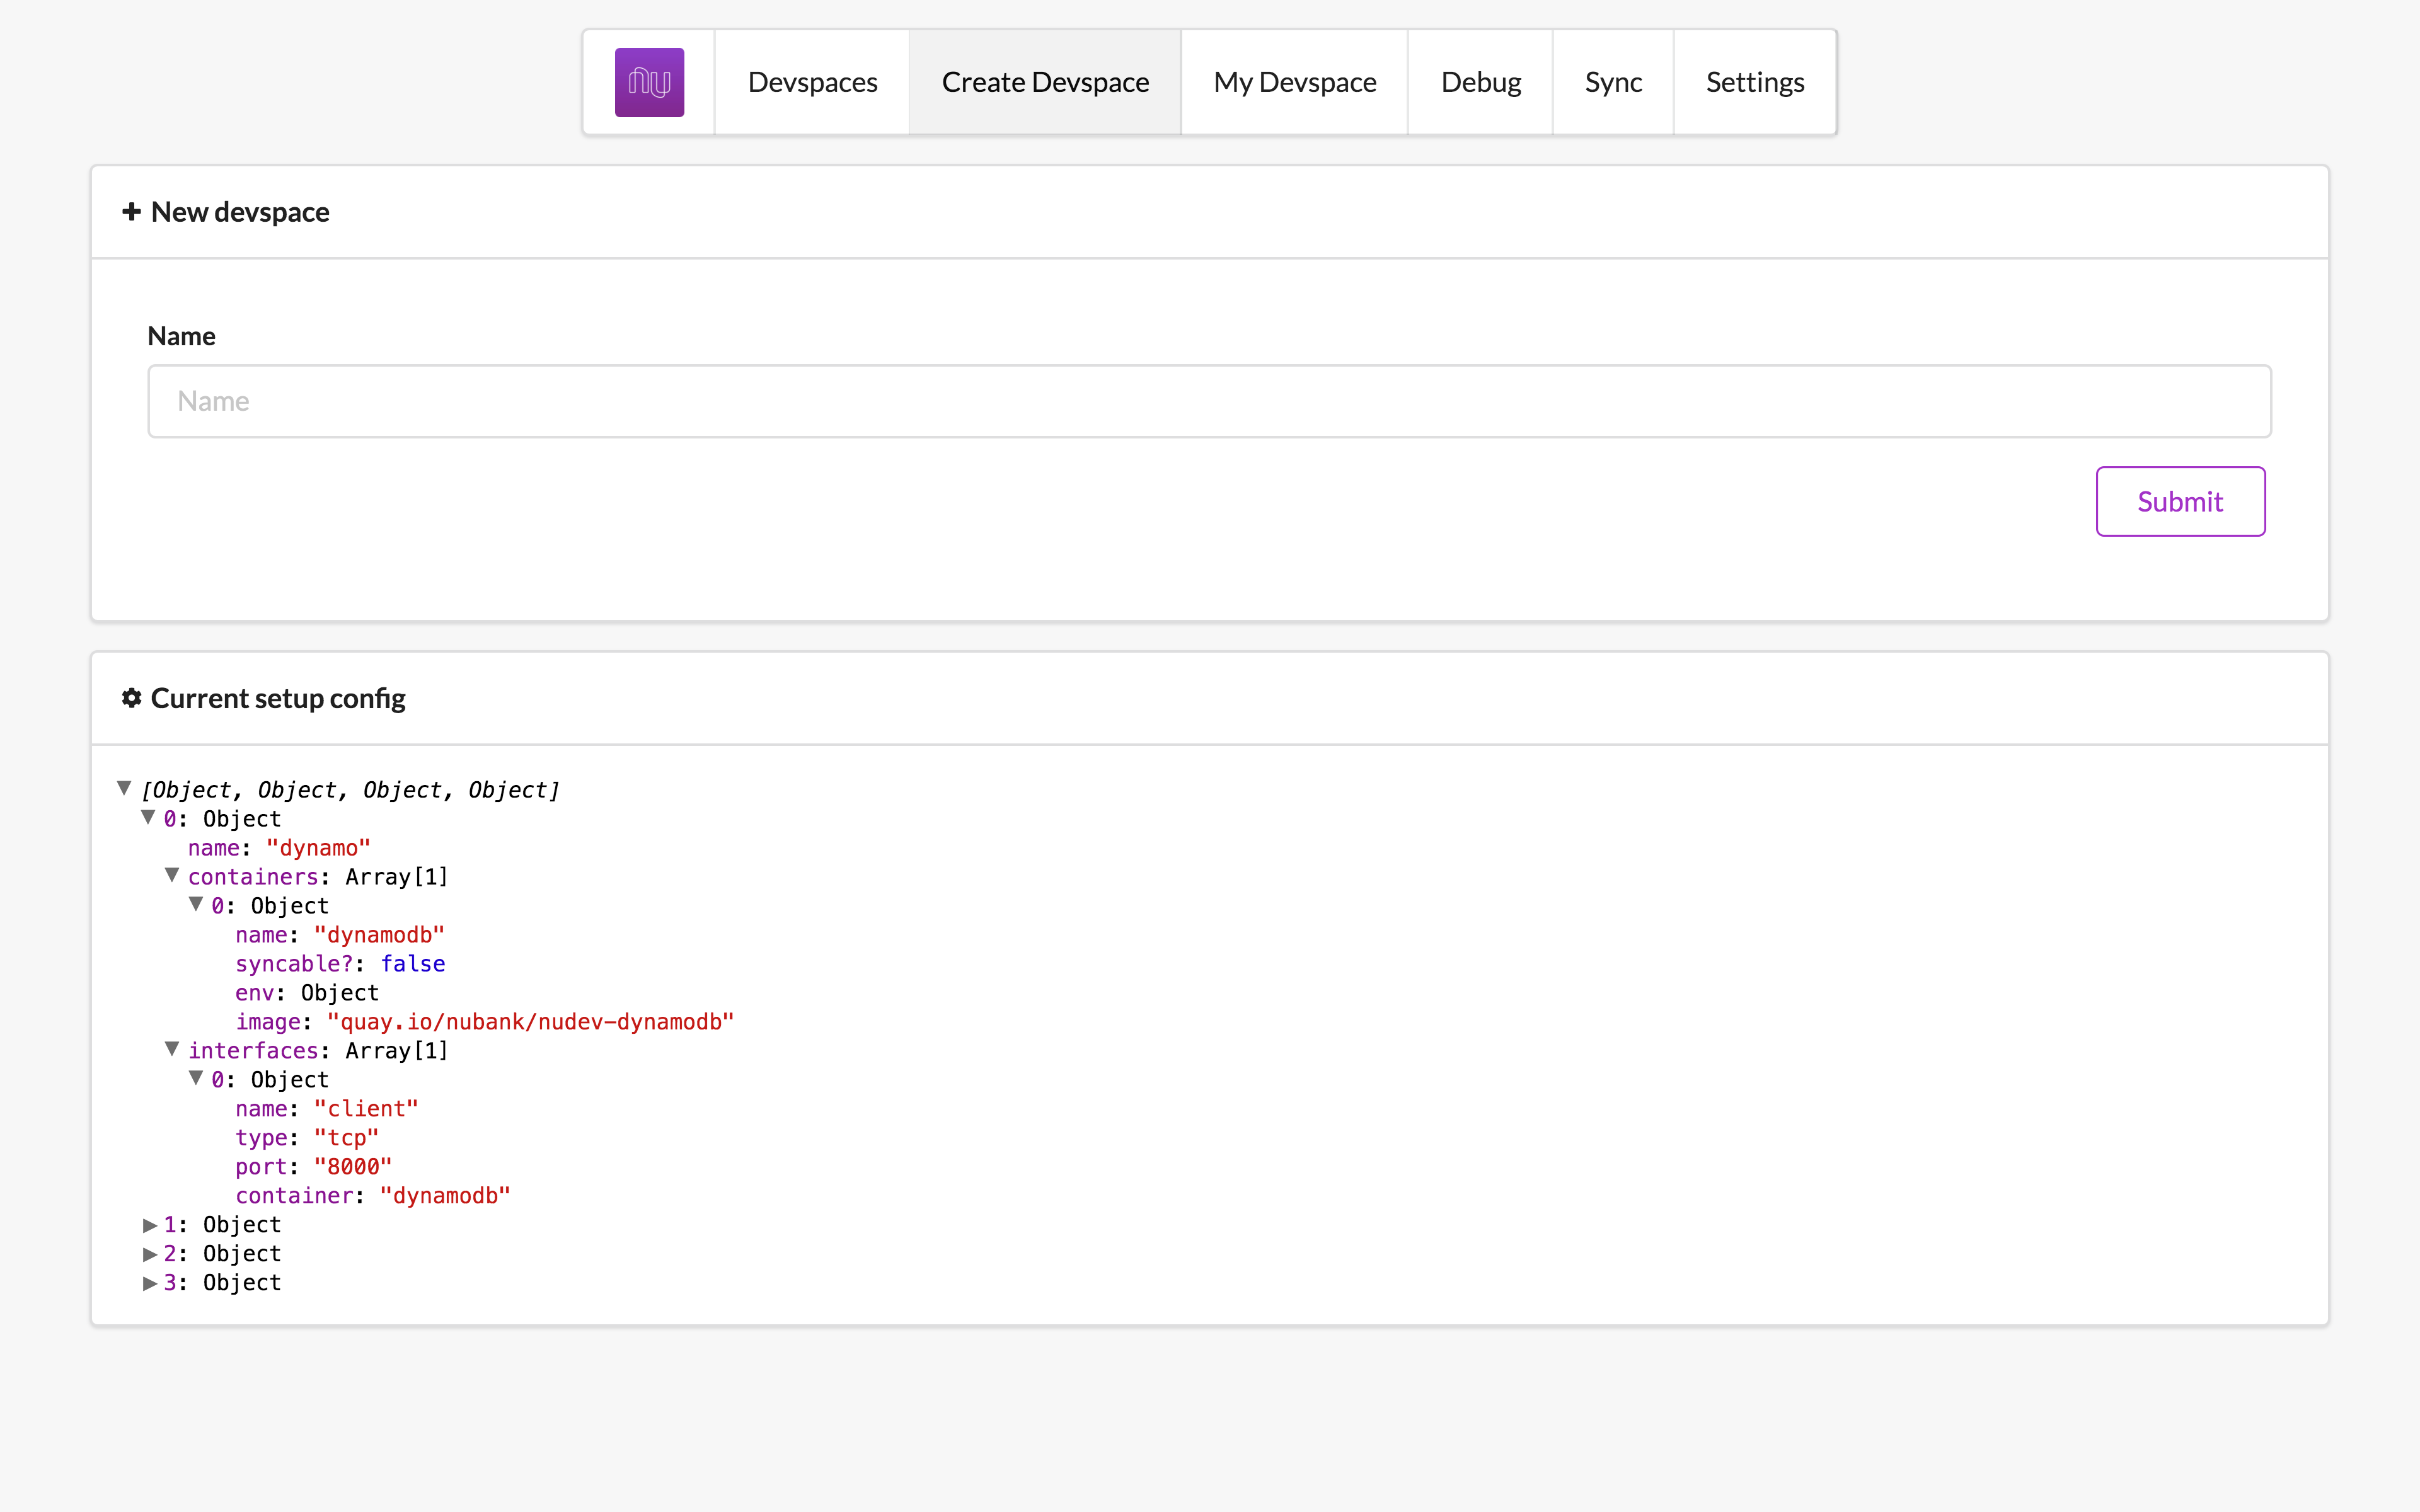 nu
Devspaces
Create Devspace
My Devspace
Debug
Sync
Settings
New devspace
Name
Name
Submit
Current setup config
[Object, Object, Object, Object]
0: Object
name: "dynamo"
containers: Array[1]
0: Object
name: "dynamodb"
syncable?: false
env: Object
image: "quay.io/nubank/nudev-dynamodb"
interfaces: Array[1]
0: Object
name: "client"
type: "tcp"
port: "8000"
container: "dynamodb"
1: Object
2: Object
3: Object